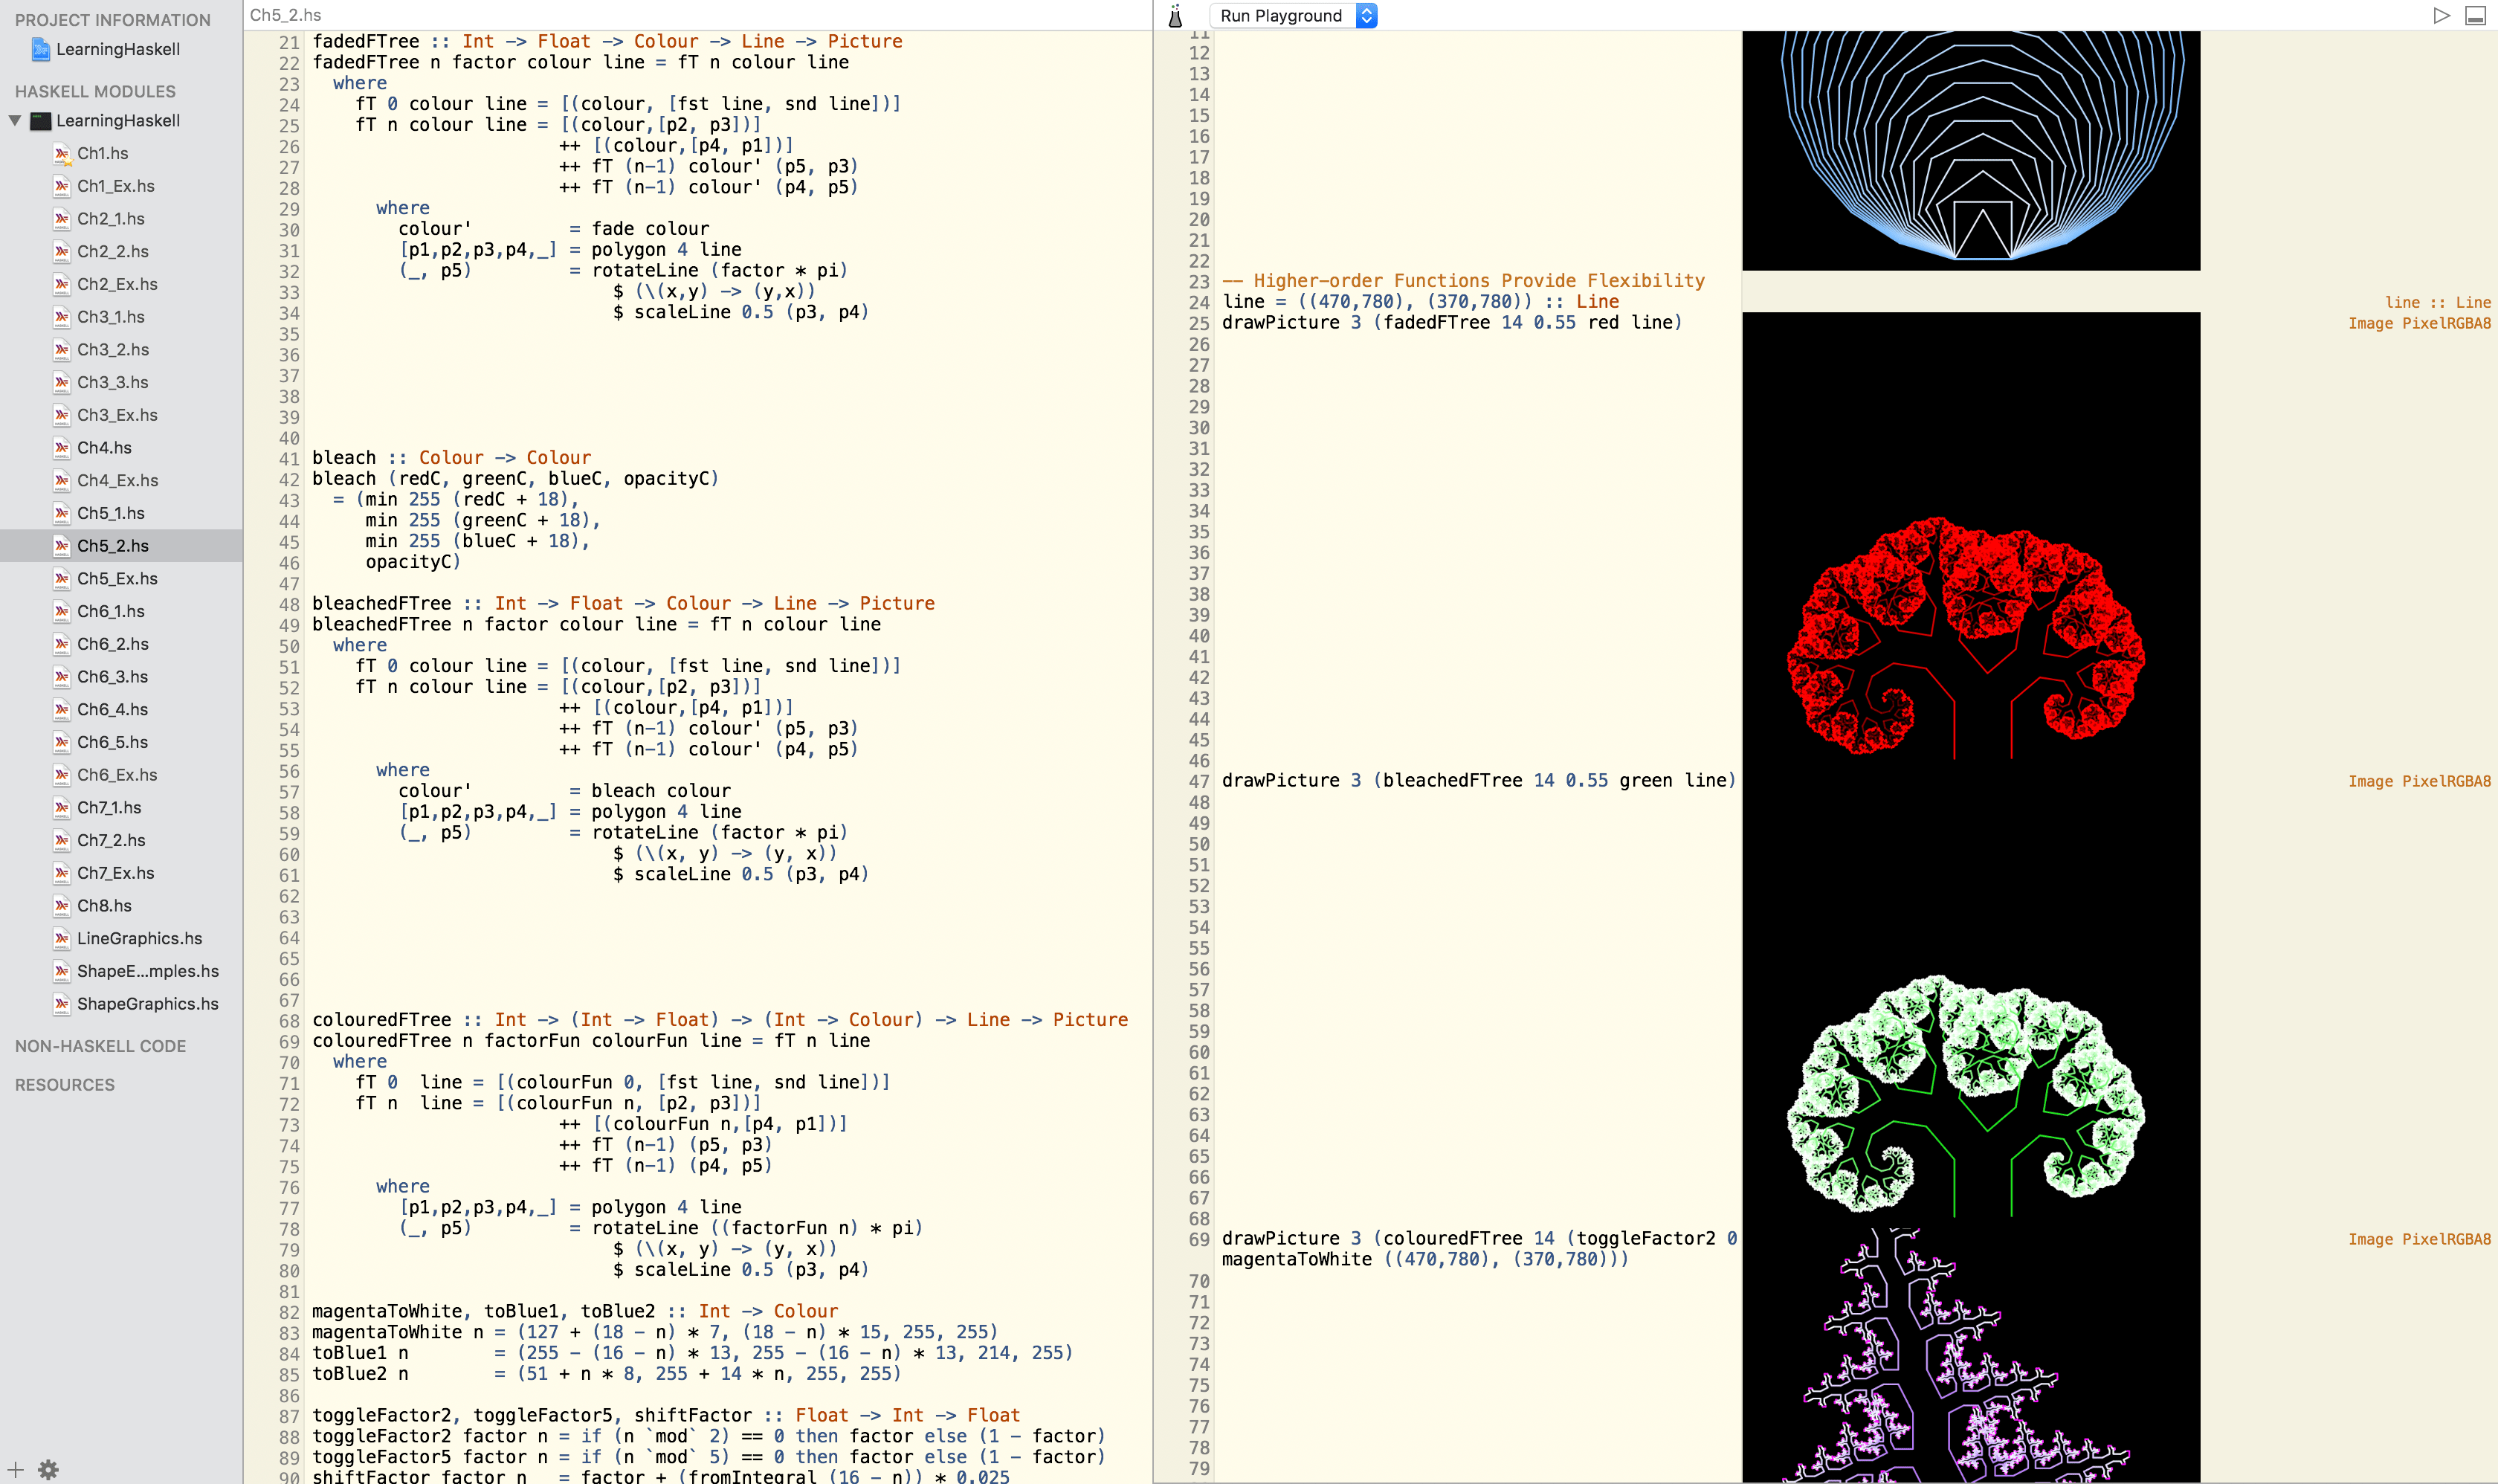 PROJECT INFORMATION
LearningHaskell
HASKELL MODULES
LearningHaskell
Ch1.hs
Ch1_Ex.hs
Ch2_1.hs
Ch2_2.hs
Ch2_Ex.hs
Ch3_1.hs
Ch3_2.hs
Ch3_3.hs
Ch3_Ex.hs
Ch4.hs
Ch4_Ex.hs
Ch5_1.hs
Ch5_2.hs
Ch5_Ex.hs
Ch6_1.hs
Ch6_2.hs
Ch6_3.hs
Ch6_4.hs
Ch6_5.hs
Ch6_Ex.hs
Ch7_1.hs
Ch7_2.hs
Ch7_Ex.hs
Ch8.hs
LineGraphics.hs
ShapeE...mples.hs
ShapeGraphics.hs
NON-HASKELL CODE
RESOURCES
Ch5_2.hs
21 fadedFTree :: Int -> Float -> Colour -> Line -> Picture
22 fadedFTree n factor colour line = fT n colour line
23   where
24     fT 0 colour line = [(colour, [fst line, snd line])]
25     fT n colour line = [(colour,[p2, p3])]
26                        ++ [(colour,[p4, p1])]
27                        ++ fT (n-1) colour' (p5, p3)
28                        ++ fT (n-1) colour' (p4, p5)
29       where
30         colour'         = fade colour
31         [p1,p2,p3,p4,_] = polygon 4 line
32         (_, p5)         = rotateLine (factor * pi)
33                             $ (\(x,y) -> (y,x))
34                             $ scaleLine 0.5 (p3, p4)
35
36
37
38
39
40
41 bleach :: Colour -> Colour
42 bleach (redC, greenC, blueC, opacityC)
43   = (min 255 (redC + 18),
44      min 255 (greenC + 18),
45      min 255 (blueC + 18),
46      opacityC)
47
48 bleachedFTree :: Int -> Float -> Colour -> Line -> Picture
49 bleachedFTree n factor colour line = fT n colour line
50   where
51     fT 0 colour line = [(colour, [fst line, snd line])]
52     fT n colour line = [(colour,[p2, p3])]
53                        ++ [(colour,[p4, p1])]
54                        ++ fT (n-1) colour' (p5, p3)
55                        ++ fT (n-1) colour' (p4, p5)
56       where
57         colour'         = bleach colour
58         [p1,p2,p3,p4,_] = polygon 4 line
59         (_, p5)         = rotateLine (factor * pi)
60                             $ (\(x, y) -> (y, x))
61                             $ scaleLine 0.5 (p3, p4)
62
63
64
65
66
67
68 colouredFTree :: Int -> (Int -> Float) -> (Int -> Colour) -> Line -> Picture
69 colouredFTree n factorFun colourFun line = fT n line
70   where
71     fT 0  line = [(colourFun 0, [fst line, snd line])]
72     fT n  line = [(colourFun n, [p2, p3])]
73                        ++ [(colourFun n,[p4, p1])]
74                        ++ fT (n-1) (p5, p3)
75                        ++ fT (n-1) (p4, p5)
76       where
77         [p1,p2,p3,p4,_] = polygon 4 line
78         (_, p5)         = rotateLine ((factorFun n) * pi)
79                             $ (\(x, y) -> (y, x))
80                             $ scaleLine 0.5 (p3, p4)
81
82 magentaToWhite, toBlue1, toBlue2 :: Int -> Colour
83 magentaToWhite n = (127 + (18 - n) * 7, (18 - n) * 15, 255, 255)
84 toBlue1 n        = (255 - (16 - n) * 13, 255 - (16 - n) * 13, 214, 255)
85 toBlue2 n        = (51 + n * 8, 255 + 14 * n, 255, 255)
86
87 toggleFactor2, toggleFactor5, shiftFactor :: Float -> Int -> Float
88 toggleFactor2 factor n = if (n `mod` 2) == 0 then factor else (1 - factor)
89 toggleFactor5 factor n = if (n `mod` 5) == 0 then factor else (1 - factor)
90 shiftFactor factor n   = factor + (fromIntegral (16 - n)) * 0.025
Run Playground
11
12
13
14
15
16
17
18
19
20
21
22
23 -- Higher-order Functions Provide Flexibility
24 line = ((470,780), (370,780)) :: Line line :: Line
25 drawPicture 3 (fadedFTree 14 0.55 red line) Image PixelRGBA8
26
27
28
29
30
31
32
33
34
35
36
37
38
39
40
41
42
43
44
45
46
47 drawPicture 3 (bleachedFTree 14 0.55 green line) Image PixelRGBA8
48
49
50
51
52
53
54
55
56
57
58
59
60
61
62
63
64
65
66
67
68
69 drawPicture 3 (colouredFTree 14 (toggleFactor2 0 Image PixelRGBA8
magentaToWhite ((470,780), (370,780)))
70
71
72
73
74
75
76
77
78
79